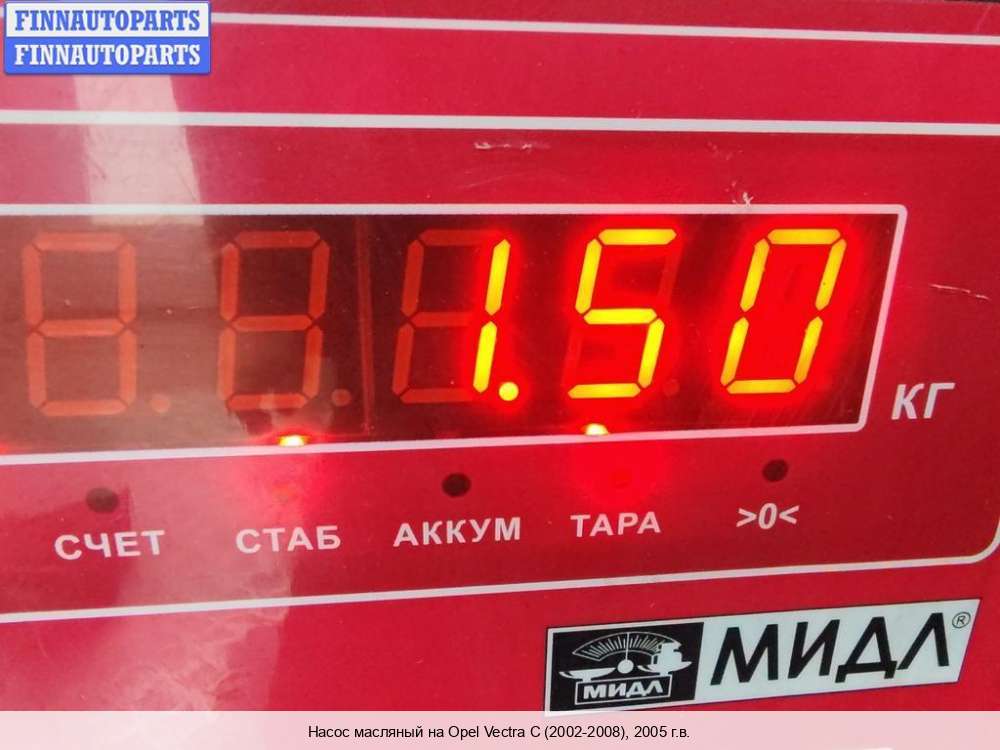 FINNAUTOPARTS
FINNAUTOPARTS
1.50
КГ
СЧЕТ СТАБ АККУМ ТАРА >0<
МИДЛ МИДЛ®
Насос масляный на Opel Vectra C (2002-2008), 2005 г.в.